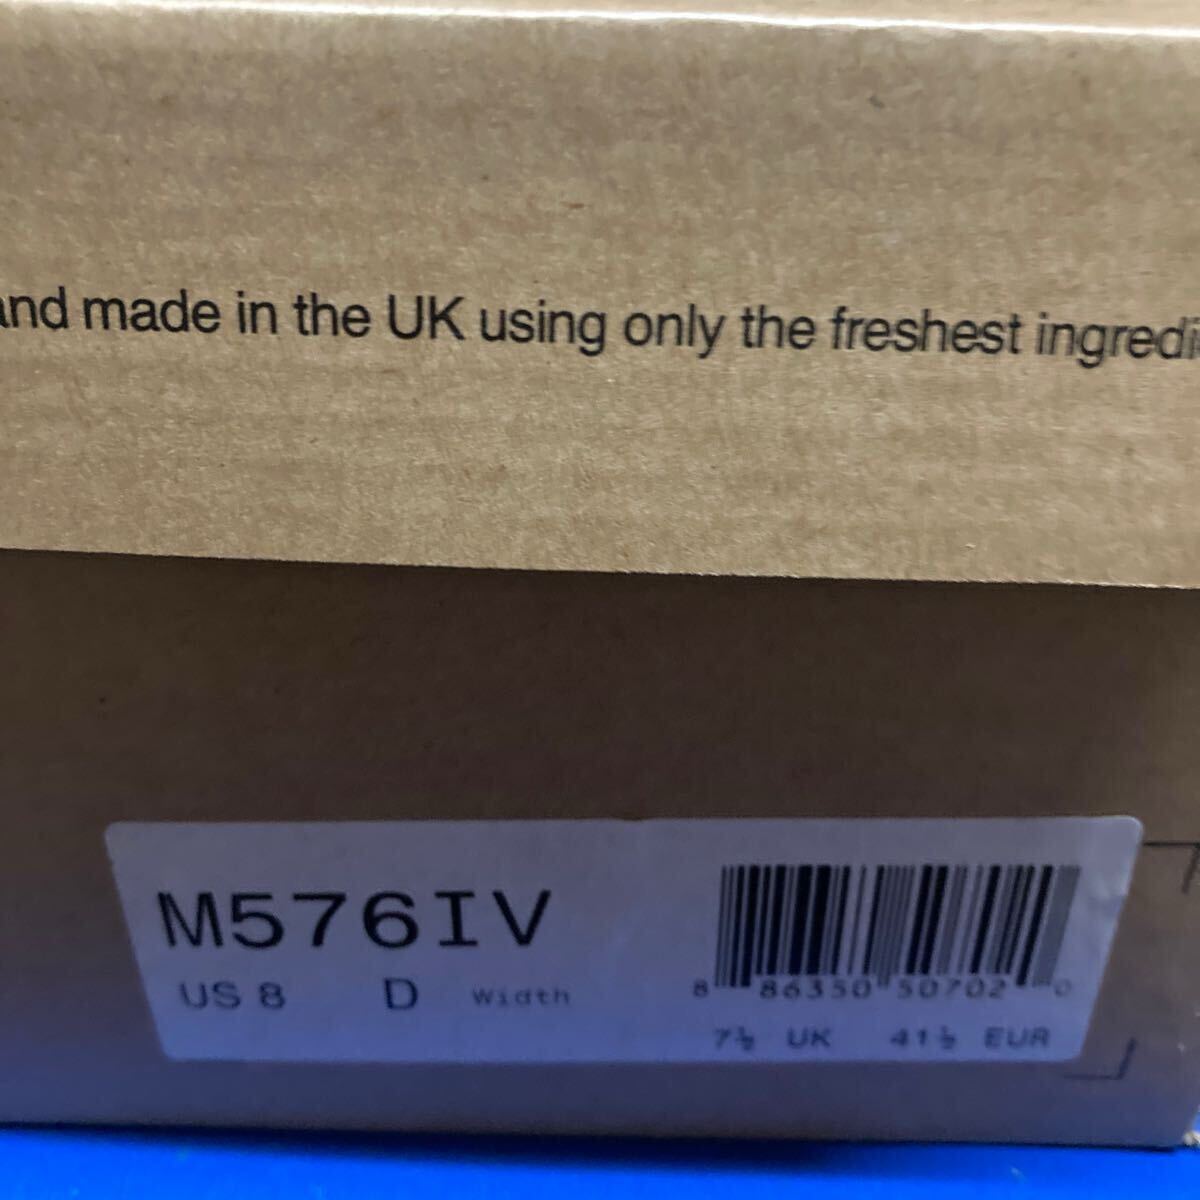 and made in the UK using only the freshest ingredi
M576IV
US 8 D Width
8 86350 50702 0
7½ UK 41½ EUR